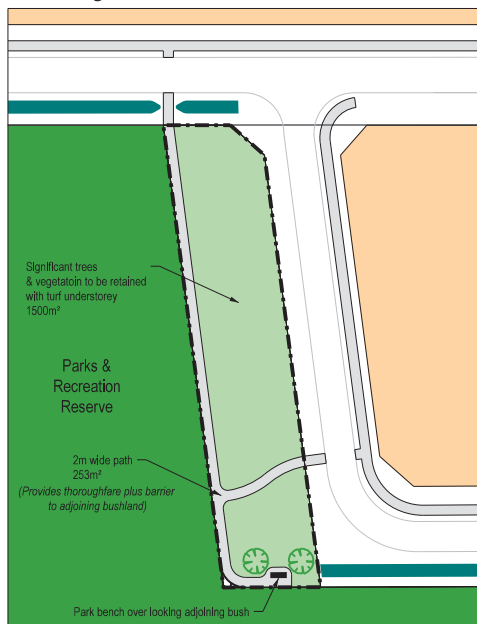 Significant trees
& vegetatoin to be retained
with turf understorey
1500m²
Parks &
Recreation
Reserve
2m wide path
253m²
(Provides thoroughfare plus barrier
to adjoining bushland)
Park bench over looking adjoining bush